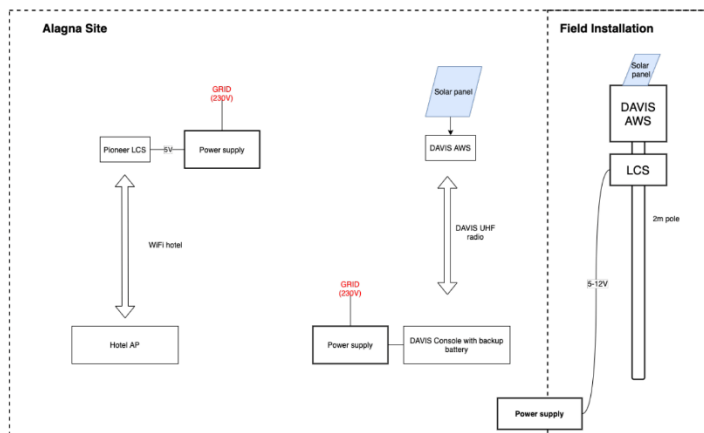 Alagna Site
Field Installation
Solar
panel
GRID
(230V)
Solar panel
DAVIS
AWS
Pioneer LCS
5V
Power supply
DAVIS AWS
LCS
2m pole
WiFi hotel
DAVIS UHF
radio
GRID
(230V)
5-12V
Hotel AP
Power supply
DAVIS Console with backup
battery
Power supply